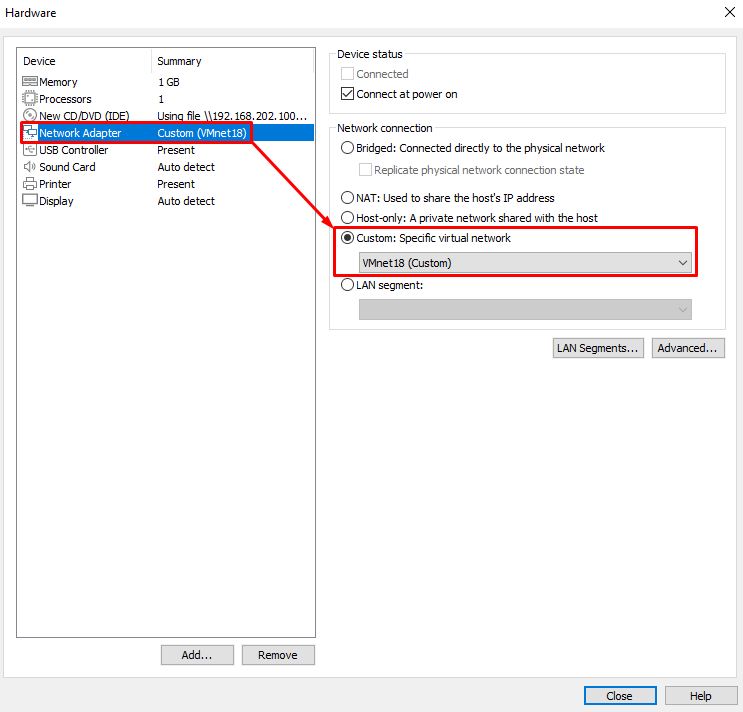 Hardware
Device Summary
Memory 1 GB
Processors 1
New CD/DVD (IDE) Using file \\192.168.202.100...
Network Adapter Custom (VMnet18)
USB Controller Present
Sound Card Auto detect
Printer Present
Display Auto detect
Add...
Remove
Device status
Connected
Connect at power on
Network connection
Bridged: Connected directly to the physical network
Replicate physical network connection state
NAT: Used to share the host's IP address
Host-only: A private network shared with the host
Custom: Specific virtual network
VMnet18 (Custom)
LAN segment:
LAN Segments...
Advanced...
Close
Help